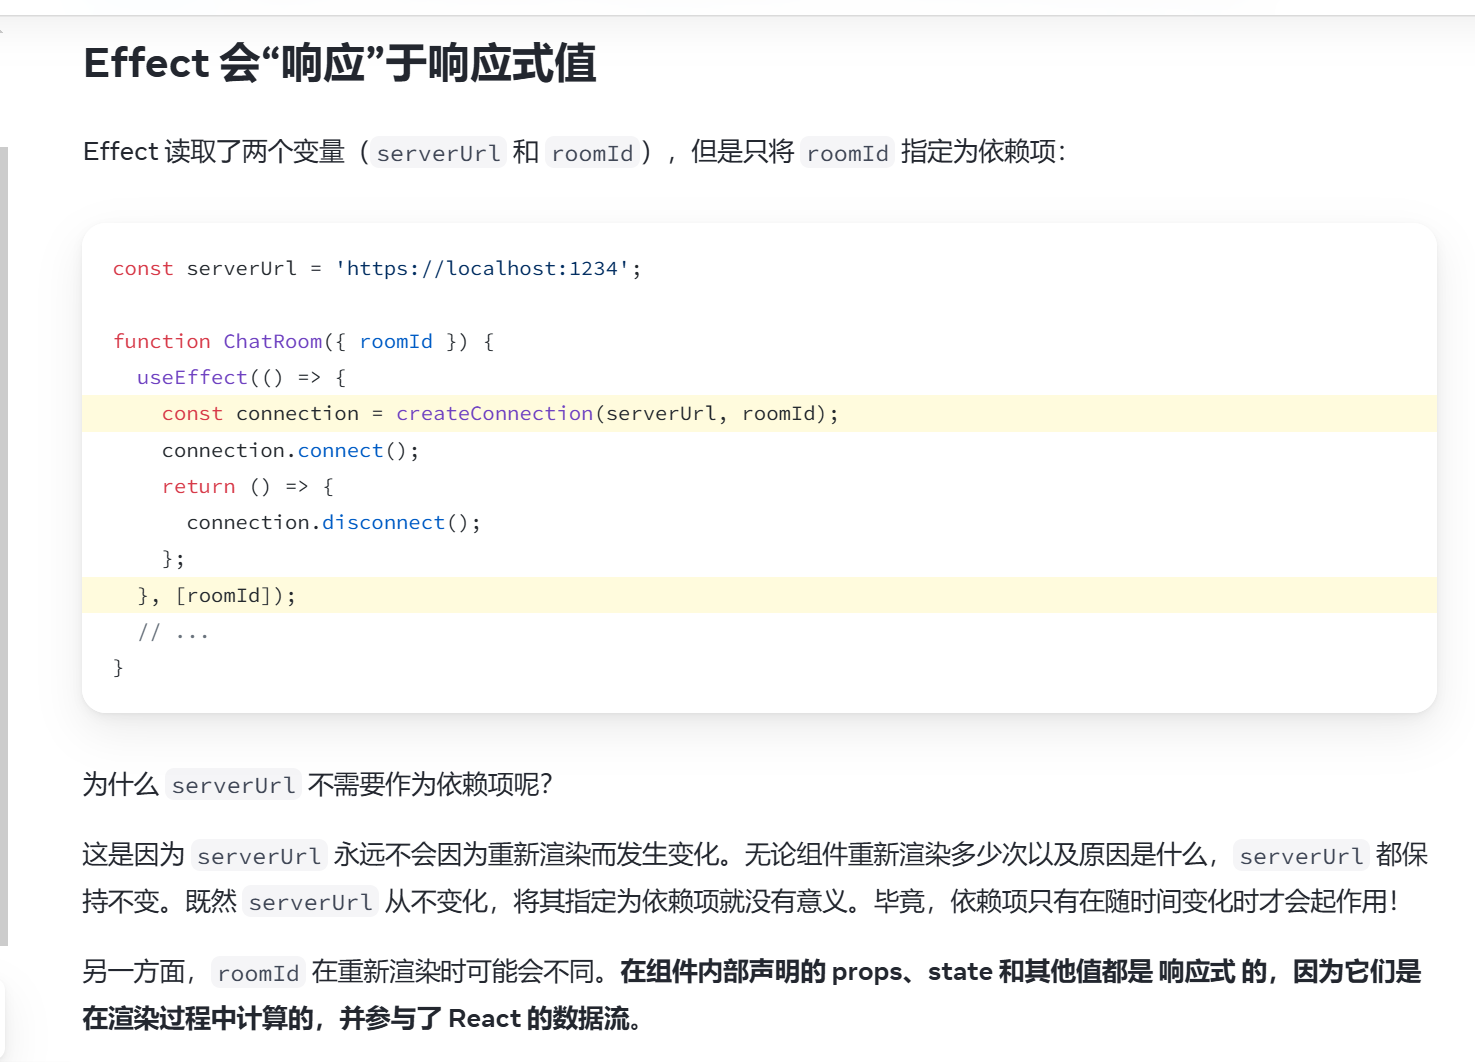 Effect 会“响应”于响应式值
Effect 读取了两个变量（serverUrl 和 roomId），但是只将 roomId 指定为依赖项：
const serverUrl = 'https://localhost:1234';
function ChatRoom({ roomId }) {
  useEffect(() => {
    const connection = createConnection(serverUrl, roomId);
    connection.connect();
    return () => {
      connection.disconnect();
    };
  }, [roomId]);
  // ...
}
为什么 serverUrl 不需要作为依赖项呢？
这是因为 serverUrl 永远不会因为重新渲染而发生变化。无论组件重新渲染多少次以及原因是什么，serverUrl 都保
持不变。既然 serverUrl 从不变化，将其指定为依赖项就没有意义。毕竟，依赖项只有在随时间变化时才会起作用！
另一方面，roomId 在重新渲染时可能会不同。在组件内部声明的 props、state 和其他值都是 响应式 的，因为它们是
在渲染过程中计算的，并参与了 React 的数据流。